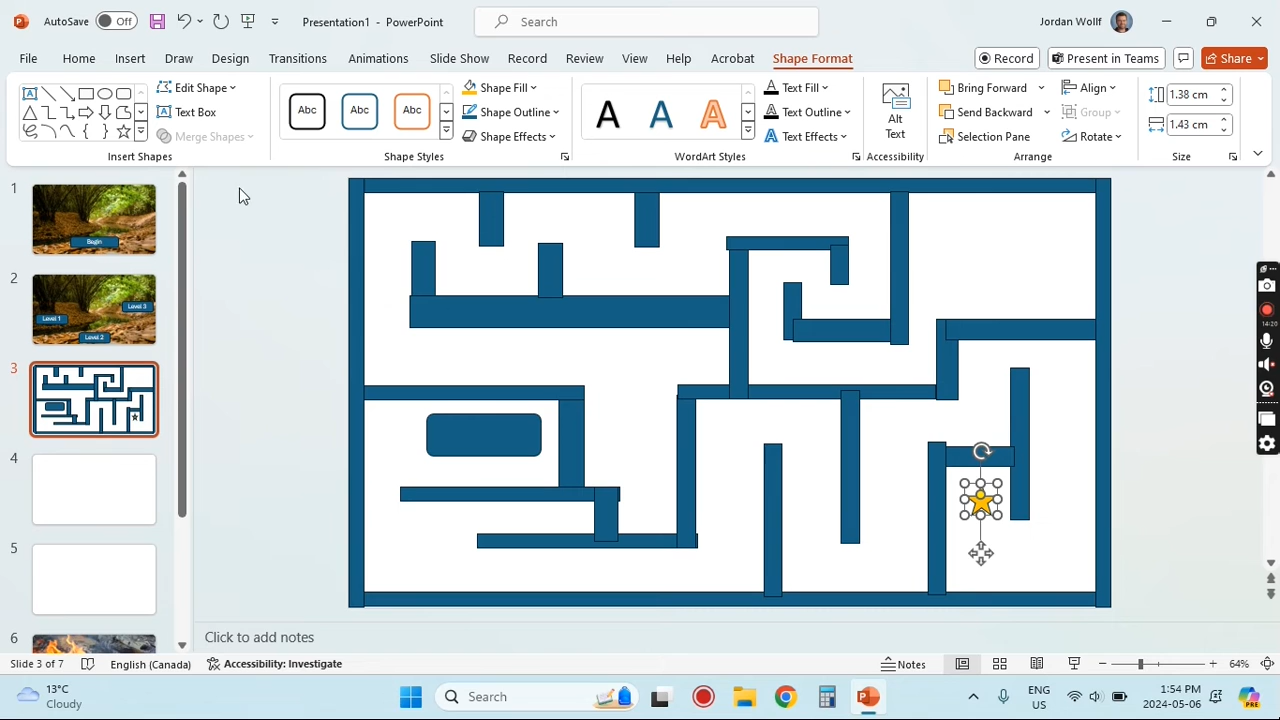 AutoSave Off Presentation1 - PowerPoint Search Jordan Wollf
File Home Insert Draw Design Transitions Animations Slide Show Record Review View Help Acrobat Shape Format Record Present in Teams Share
Edit Shape
Text Box
Merge Shapes
Insert Shapes
Abc Abc Abc
Shape Fill
Shape Outline
Shape Effects
Shape Styles
A A A
Text Fill
Text Outline
Text Effects
WordArt Styles
Alt
Text
Accessibility
Bring Forward
Send Backward
Selection Pane
Align
Group
Rotate
Arrange
1.38 cm
1.43 cm
Size
1
Begin
2
Level 3
Level 1
Level 2
3
4
5
6
14:20
Click to add notes
Slide 3 of 7 English (Canada) Accessibility: Investigate Notes 64%
13°C
Cloudy
Search
ENG
US
1:54 PM
2024-05-06
PRE